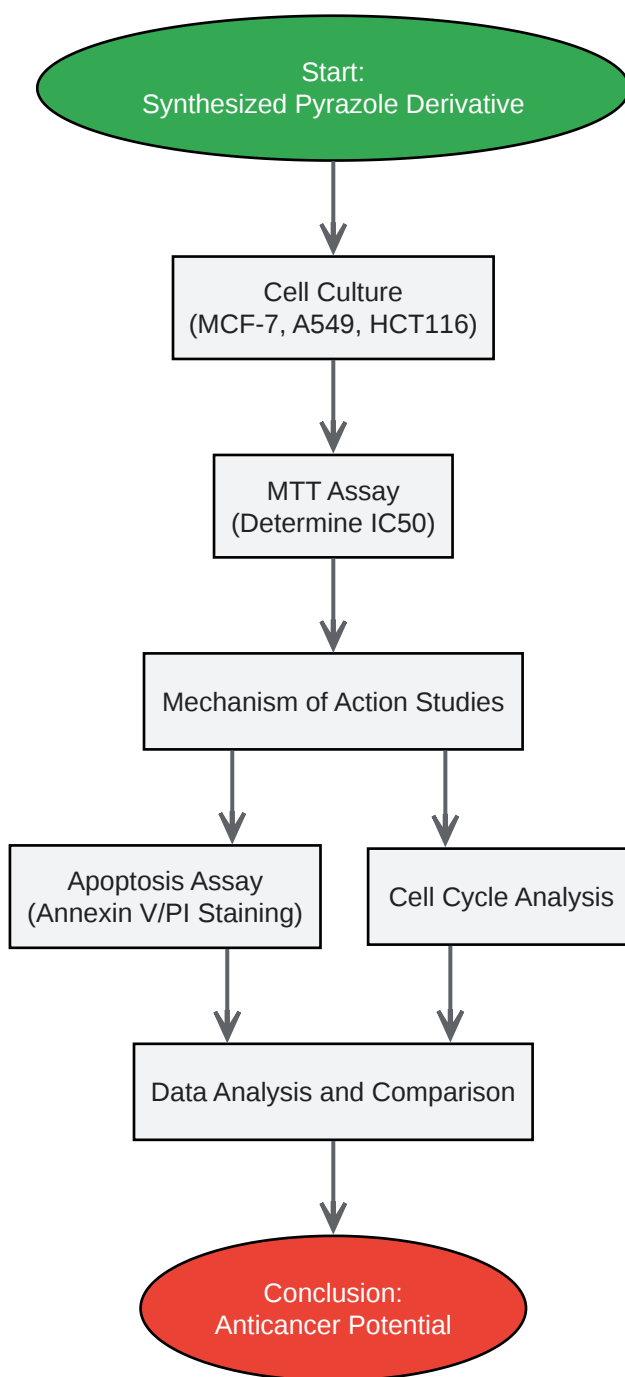 Start:
Synthesized Pyrazole Derivative
Cell Culture
(MCF-7, A549, HCT116)
MTT Assay
(Determine IC50)
Mechanism of Action Studies
Apoptosis Assay
(Annexin V/PI Staining)
Cell Cycle Analysis
Data Analysis and Comparison
Conclusion:
Anticancer Potential